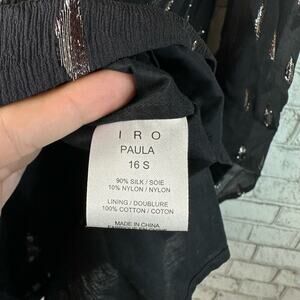 I R O
PAULA
16 S
90% SILK / SOIE
10% NYLON / NYLON
LINING / DOUBLURE
100% COTTON / COTON
MADE IN CHINA